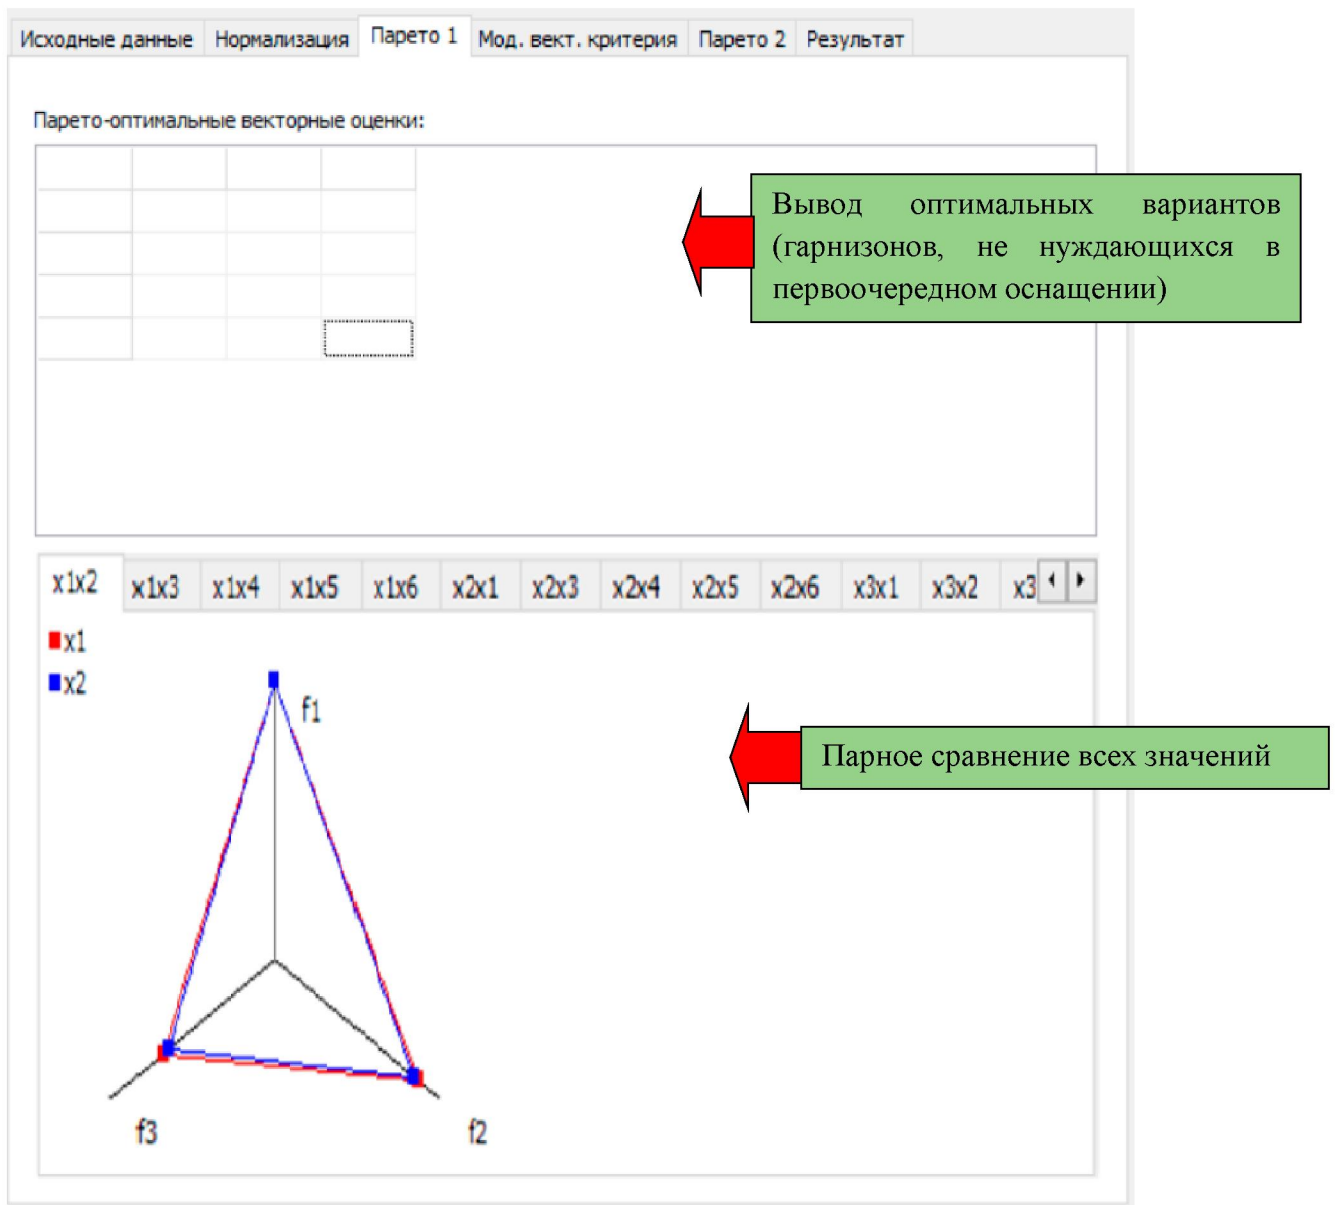 Исходные данные Нормализация Парето 1 Мод. вект. критерия Парето 2 Результат
Парето-оптимальные векторные оценки:
Вывод оптимальных вариантов
(гарнизонов, не нуждающихся в
первоочередном оснащении)
x1x2 x1x3 x1x4 x1x5 x1x6 x2x1 x2x3 x2x4 x2x5 x2x6 x3x1 x3x2 x3
x1
x2
f1
Парное сравнение всех значений
f3 f2